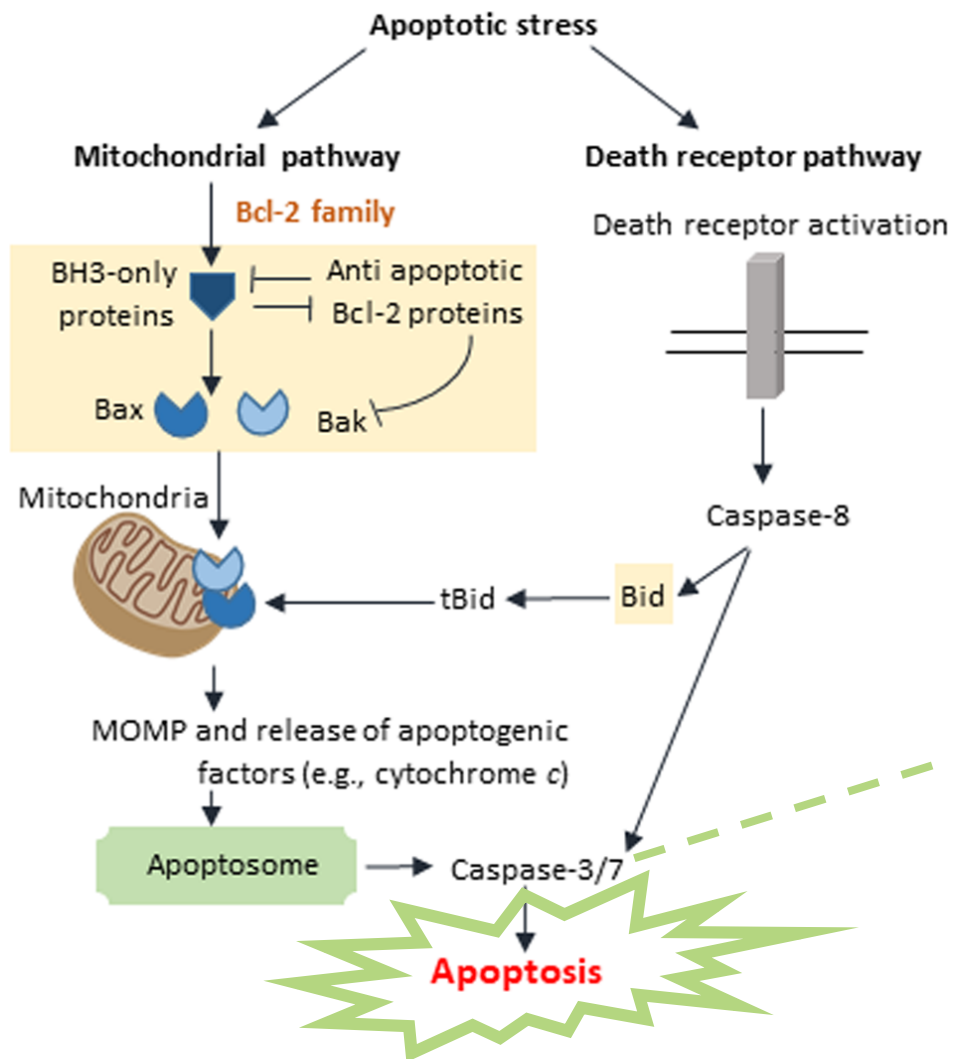 Apoptotic stress
Mitochondrial pathway
Death receptor pathway
Bcl-2 family
Death receptor activation
BH3-only
proteins
Anti apoptotic
Bcl-2 proteins
Bax
Bak
Mitochondria
Caspase-8
tBid
Bid
MOMP and release of apoptogenic
factors (e.g., cytochrome c)
Apoptosome
Caspase-3/7
Apoptosis